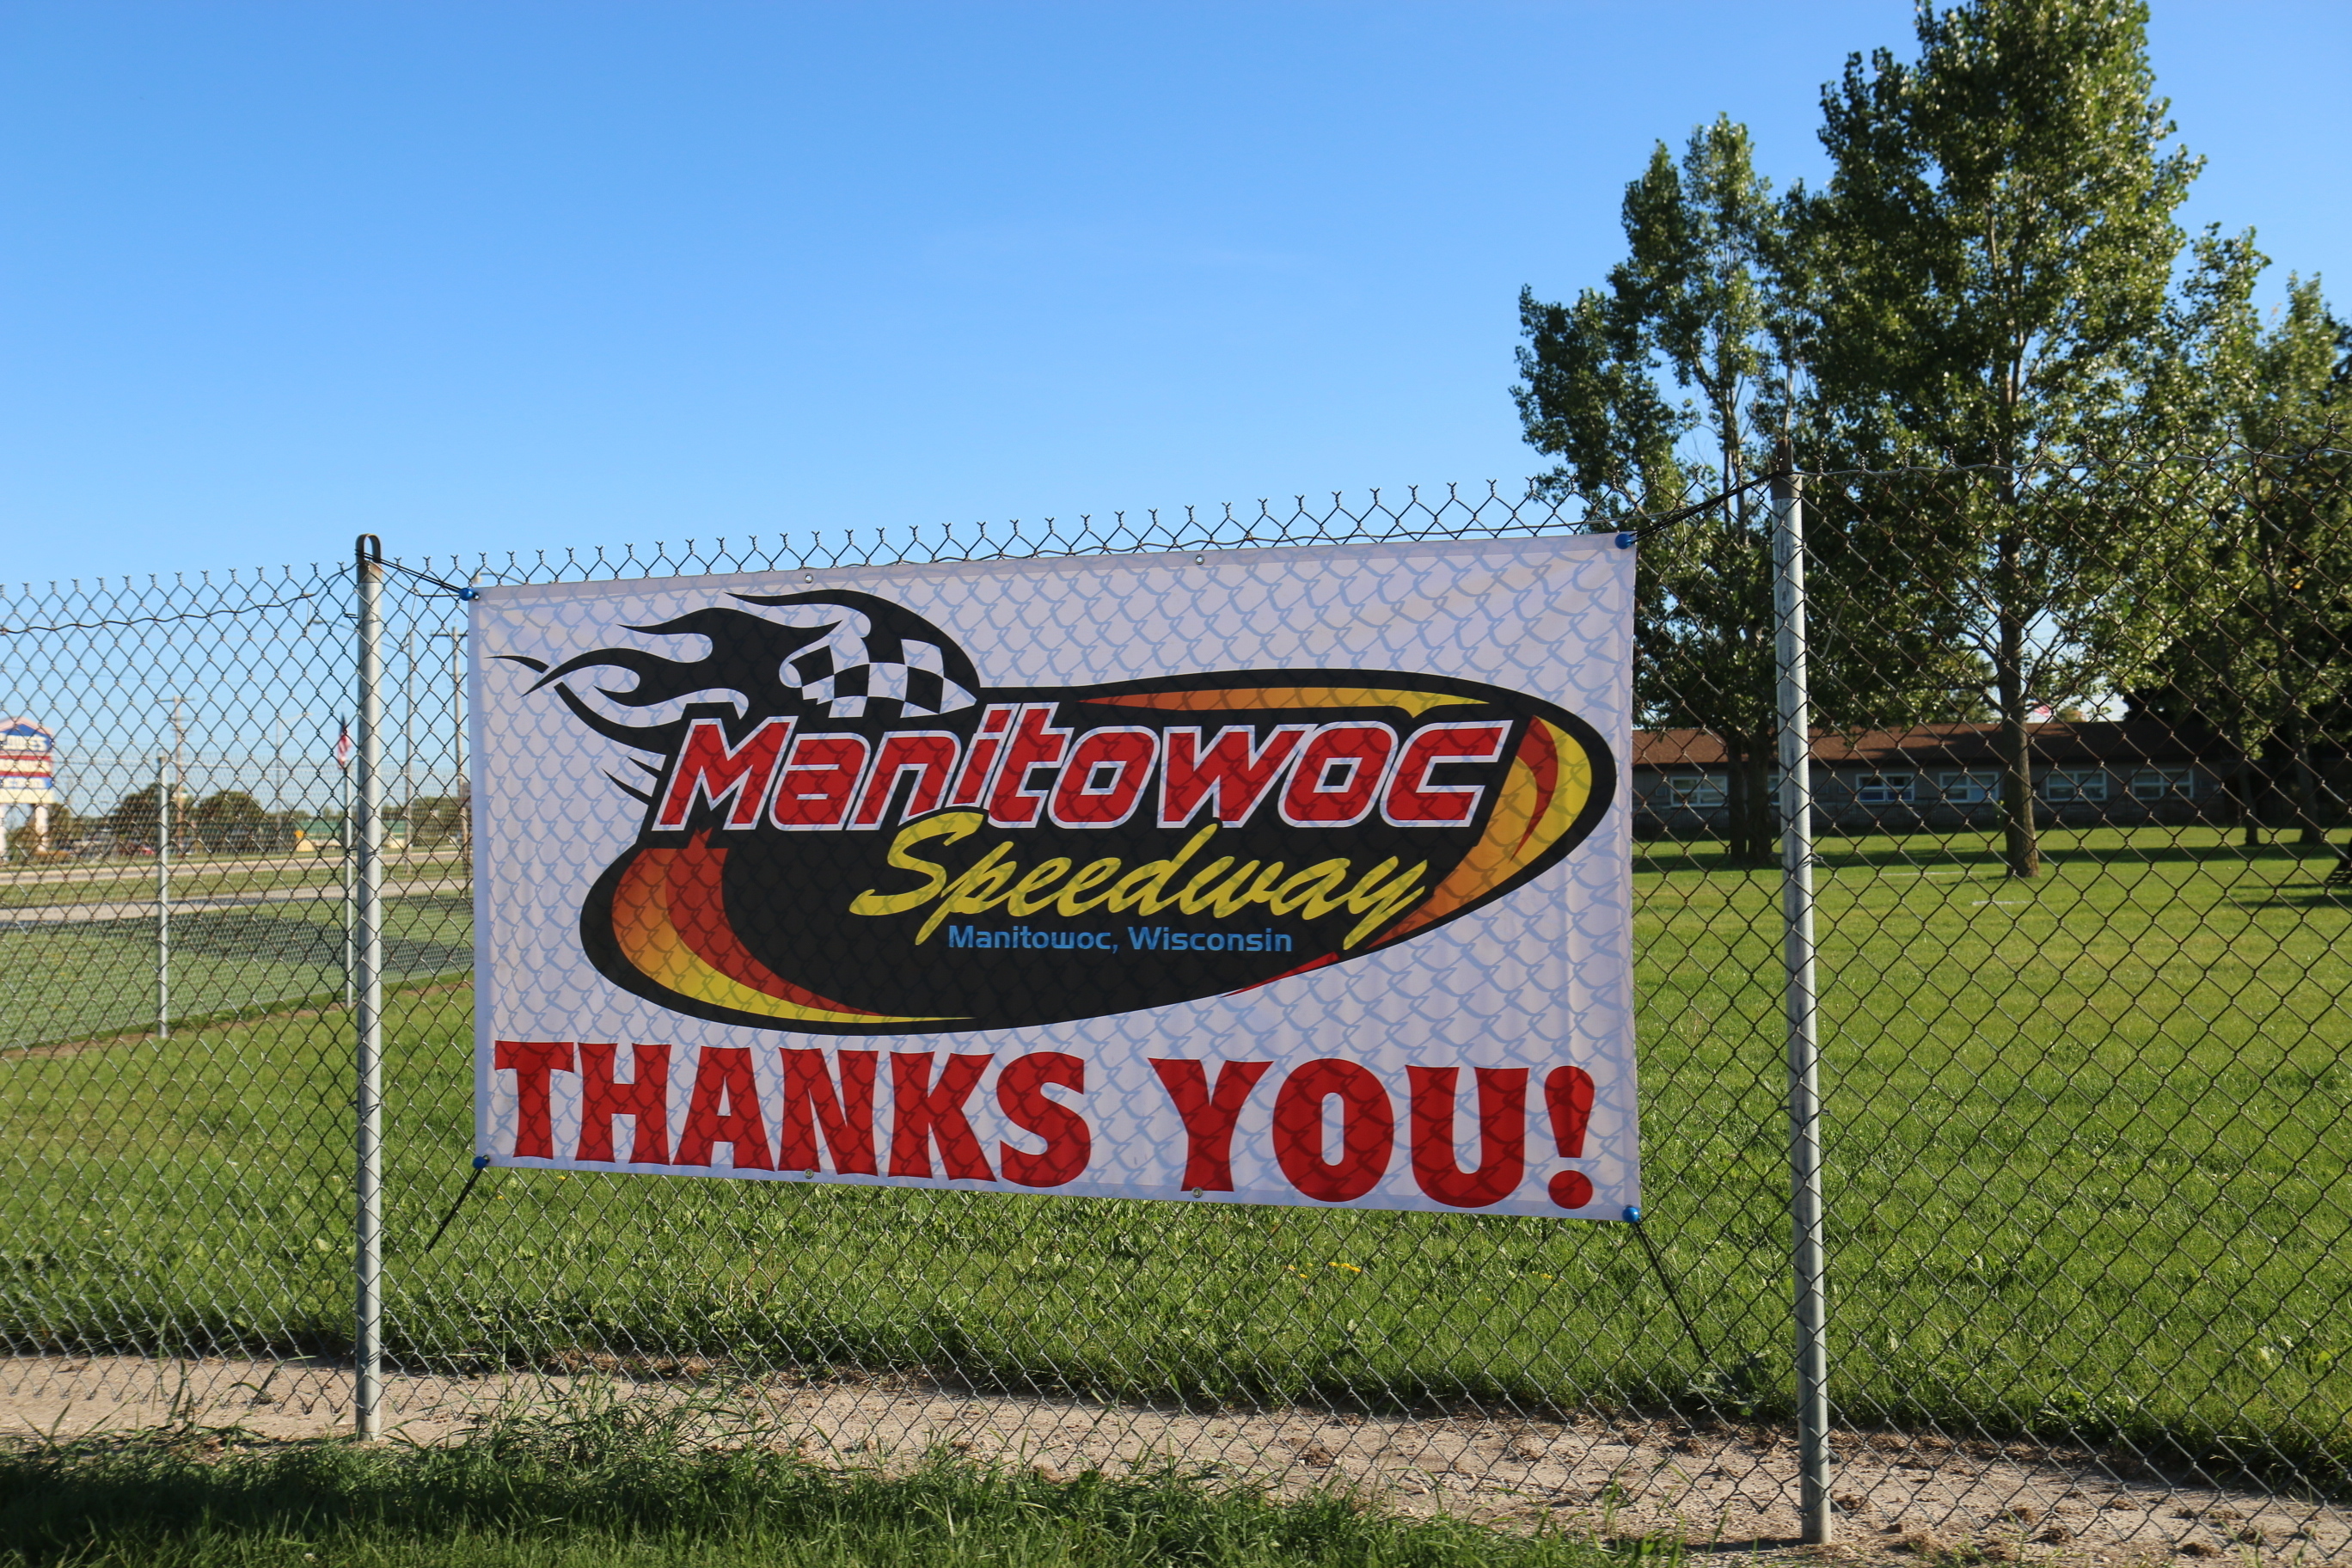 Manitowoc
Speedway
Manitowoc, Wisconsin
THANKS YOU!